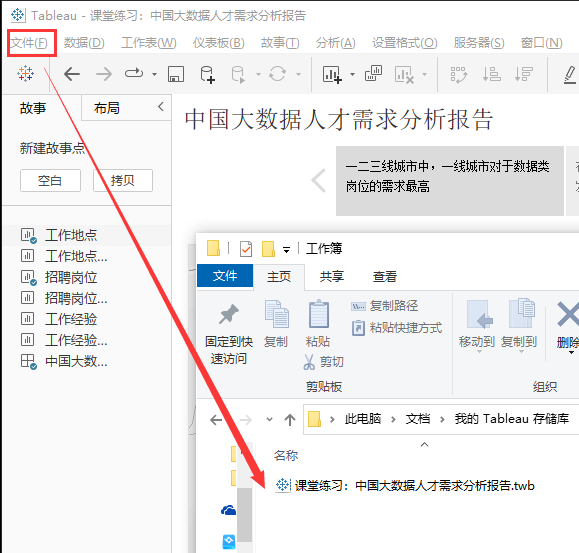 Tableau - 课堂练习：中国大数据人才需求分析报告
文件(F) 数据(D) 工作表(W) 仪表板(B) 故事(T) 分析(A) 设置格式(O) 服务器(S) 窗口(N)
故事 布局
新建故事点
空白 拷贝
工作地点
工作地点...
招聘岗位
招聘岗位...
工作经验
工作经验...
中国大数...
中国大数据人才需求分析报告
一二三线城市中，一线城市对于数据类
岗位的需求最高
工作簿
文件 主页 共享 查看
固定到快
速访问
复制
粘贴
复制路径
粘贴快捷方式
剪切
剪贴板
移动到 复制到 删除
组织
此电脑 文档 我的 Tableau 存储库
名称
课堂练习：中国大数据人才需求分析报告.twb